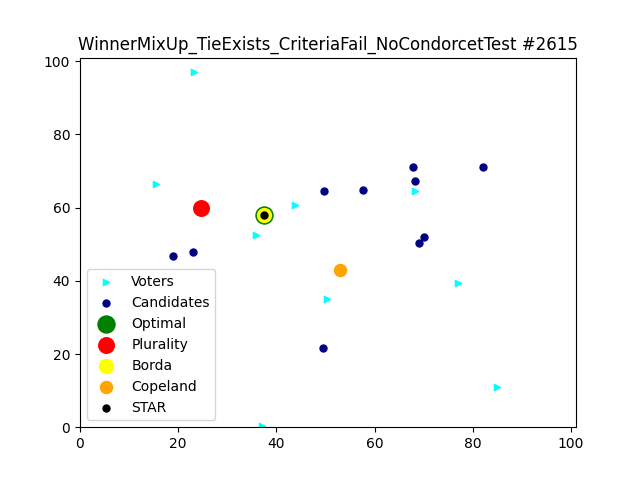 WinnerMixUp_TieExists_CriteriaFail_NoCondorcetTest #2615
100
80
60
40
20
0
Voters
Candidates
Optimal
Plurality
Borda
Copeland
STAR
0 20 40 60 80 100